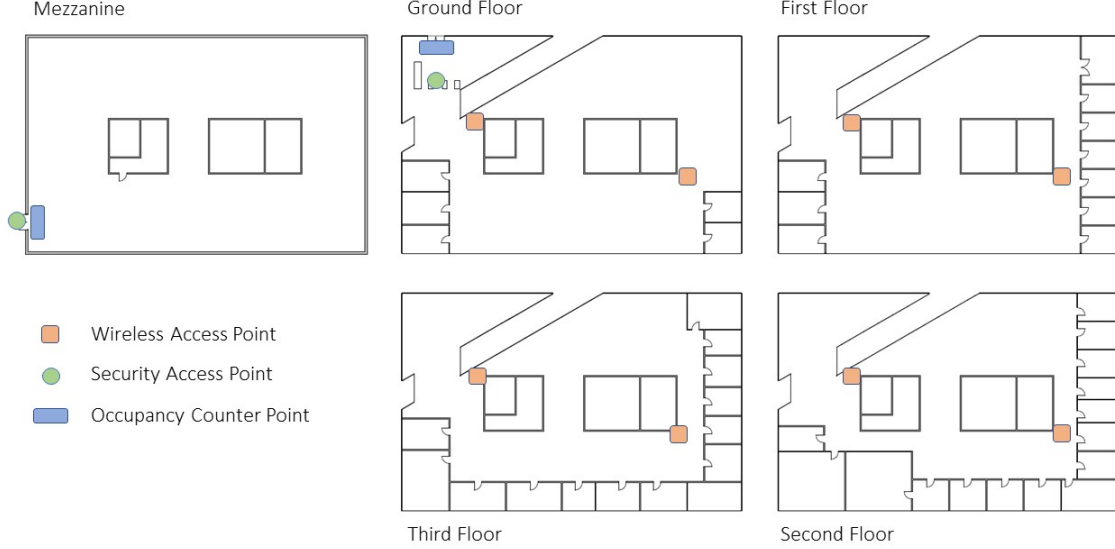 Mezzanine
Ground Floor
First Floor
Wireless Access Point
Security Access Point
Occupancy Counter Point
Third Floor
Second Floor